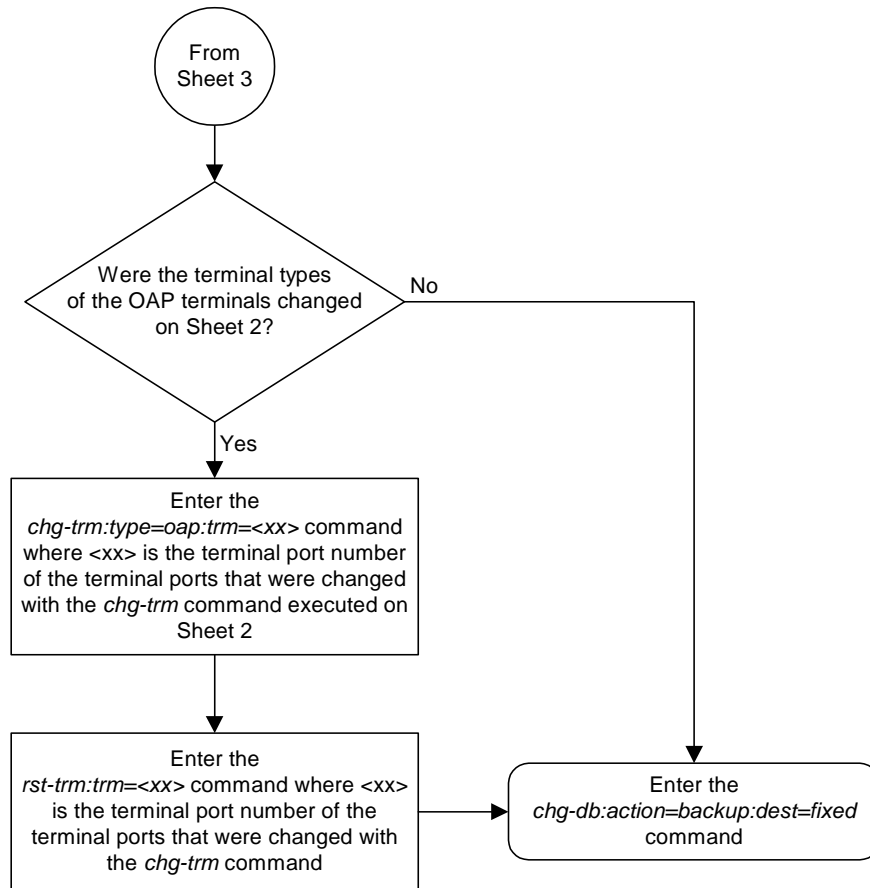 From
Sheet 3
Were the terminal types
of the OAP terminals changed
on Sheet 2?
No
Yes
Enter the
chg-trm:type=oap:trm=<xx> command
where <xx> is the terminal port number
of the terminal ports that were changed
with the chg-trm command executed on
Sheet 2
Enter the
rst-trm:trm=<xx> command where <xx>
is the terminal port number of the
terminal ports that were changed with
the chg-trm command
Enter the
chg-db:action=backup:dest=fixed
command